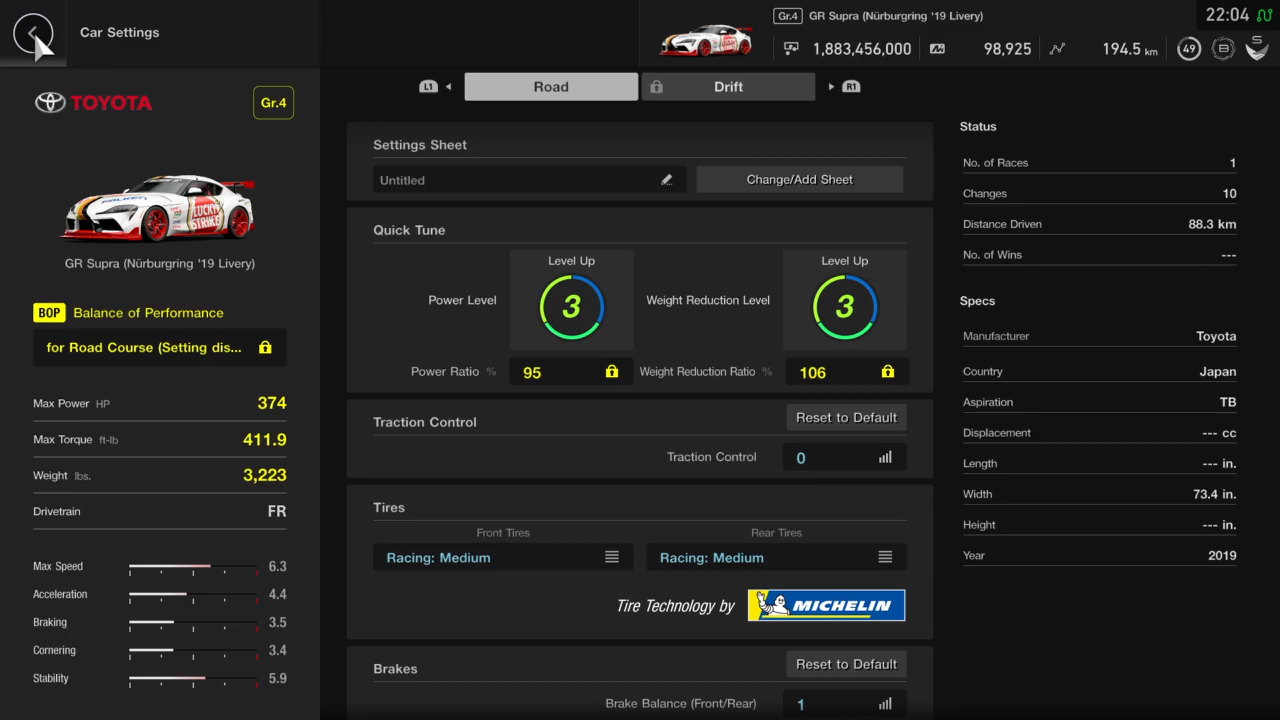 Car Settings
Gr.4 GR Supra (Nürburgring '19 Livery)
22:04
1,883,456,000 98,925 194.5 km 49 B S
TOYOTA Gr.4
FALKEN
LUCKY STRIKE
GR Supra (Nürburgring '19 Livery)
BOP Balance of Performance
for Road Course (Setting dis...
Max Power HP 374
Max Torque ft-lb 411.9
Weight lbs. 3,223
Drivetrain FR
Max Speed 6.3
Acceleration 4.4
Braking 3.5
Cornering 3.4
Stability 5.9
L1 Road Drift R1
Settings Sheet
Untitled Change/Add Sheet
Quick Tune
Level Up Level Up
Power Level 3 Weight Reduction Level 3
Power Ratio % 95 Weight Reduction Ratio % 106
Traction Control Reset to Default
Traction Control 0
Tires
Front Tires Rear Tires
Racing: Medium Racing: Medium
Tire Technology by MICHELIN
Brakes Reset to Default
Brake Balance (Front/Rear) 1
Status
No. of Races 1
Changes 10
Distance Driven 88.3 km
No. of Wins ---
Specs
Manufacturer Toyota
Country Japan
Aspiration TB
Displacement --- cc
Length --- in.
Width 73.4 in.
Height --- in.
Year 2019